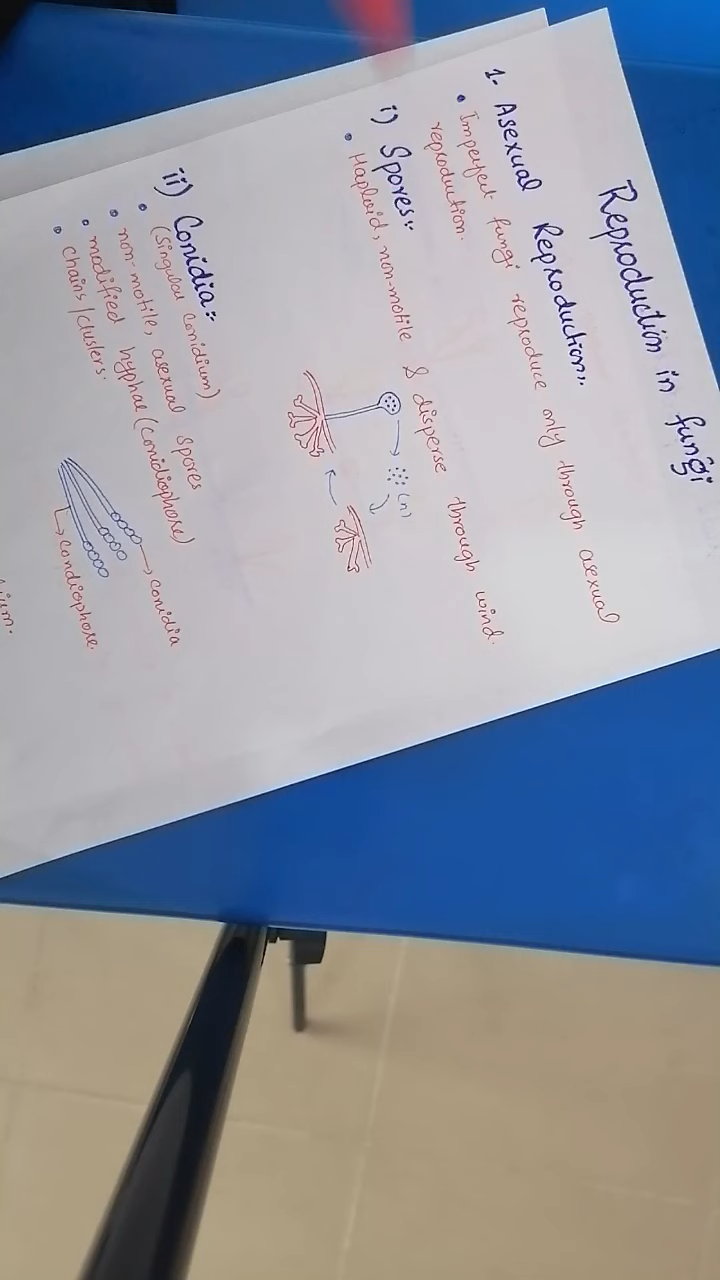 Reproduction in fungi
1. Asexual Reproduction:-
• Imperfect fungi reproduce only through asexual
reproduction.
i) Spores:-
• Haploid, non-motile & disperse through wind.
(n)
ii) Conidia:-
• (Singular Conidium)
• non-motile, asexual spores
• modified hyphae (conidiophore)
• chains/clusters.
conidia
condiophore.